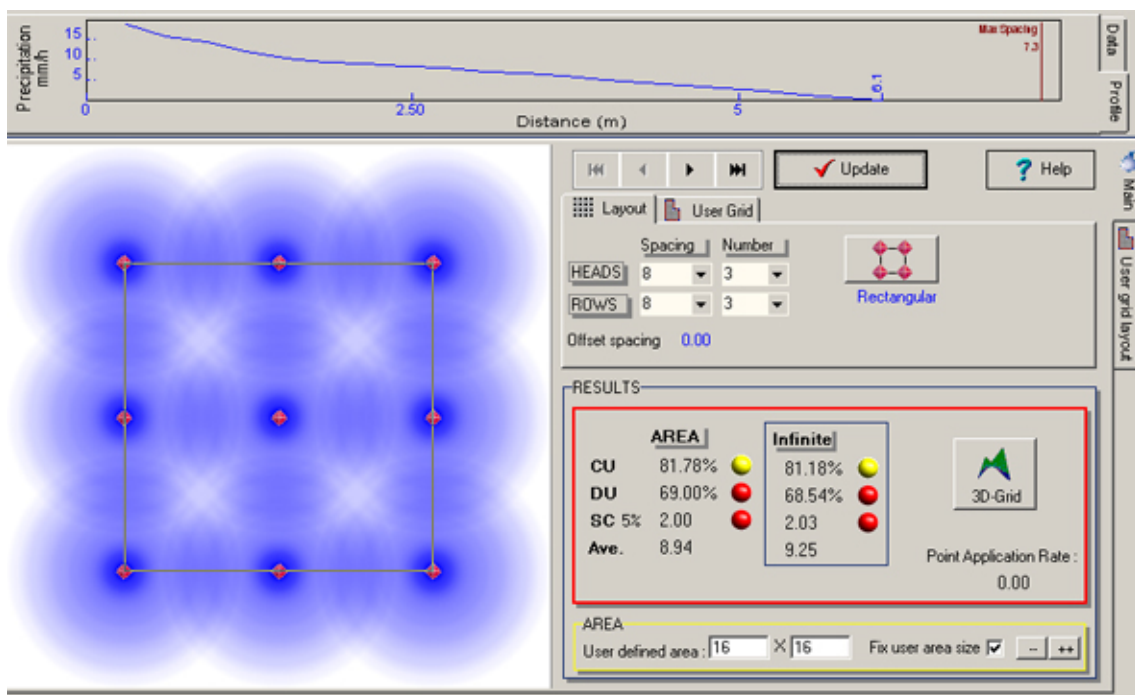 Precipitation
mm/h
15
10
5
0
2.50
5
6.1
Distance (m)
Max Spacing
7.3
Data
Profile
Update
? Help
Main
User grid layout
Layout
User Grid
Spacing Number
HEADS 8 3
ROWS 8 3
Rectangular
Offset spacing 0.00
RESULTS
AREA Infinite
CU 81.78% 81.18%
DU 69.00% 68.54%
SC 5% 2.00 2.03
Ave. 8.94 9.25
3D-Grid
Point Application Rate :
0.00
AREA
User defined area : 16 X 16 Fix user area size -- ++